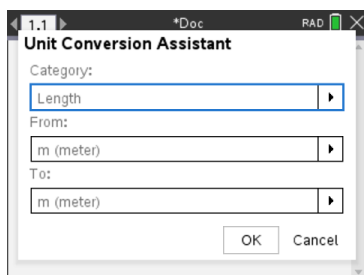 1.1 *Doc RAD
Unit Conversion Assistant
Category:
Length
From:
m (meter)
To:
m (meter)
OK Cancel